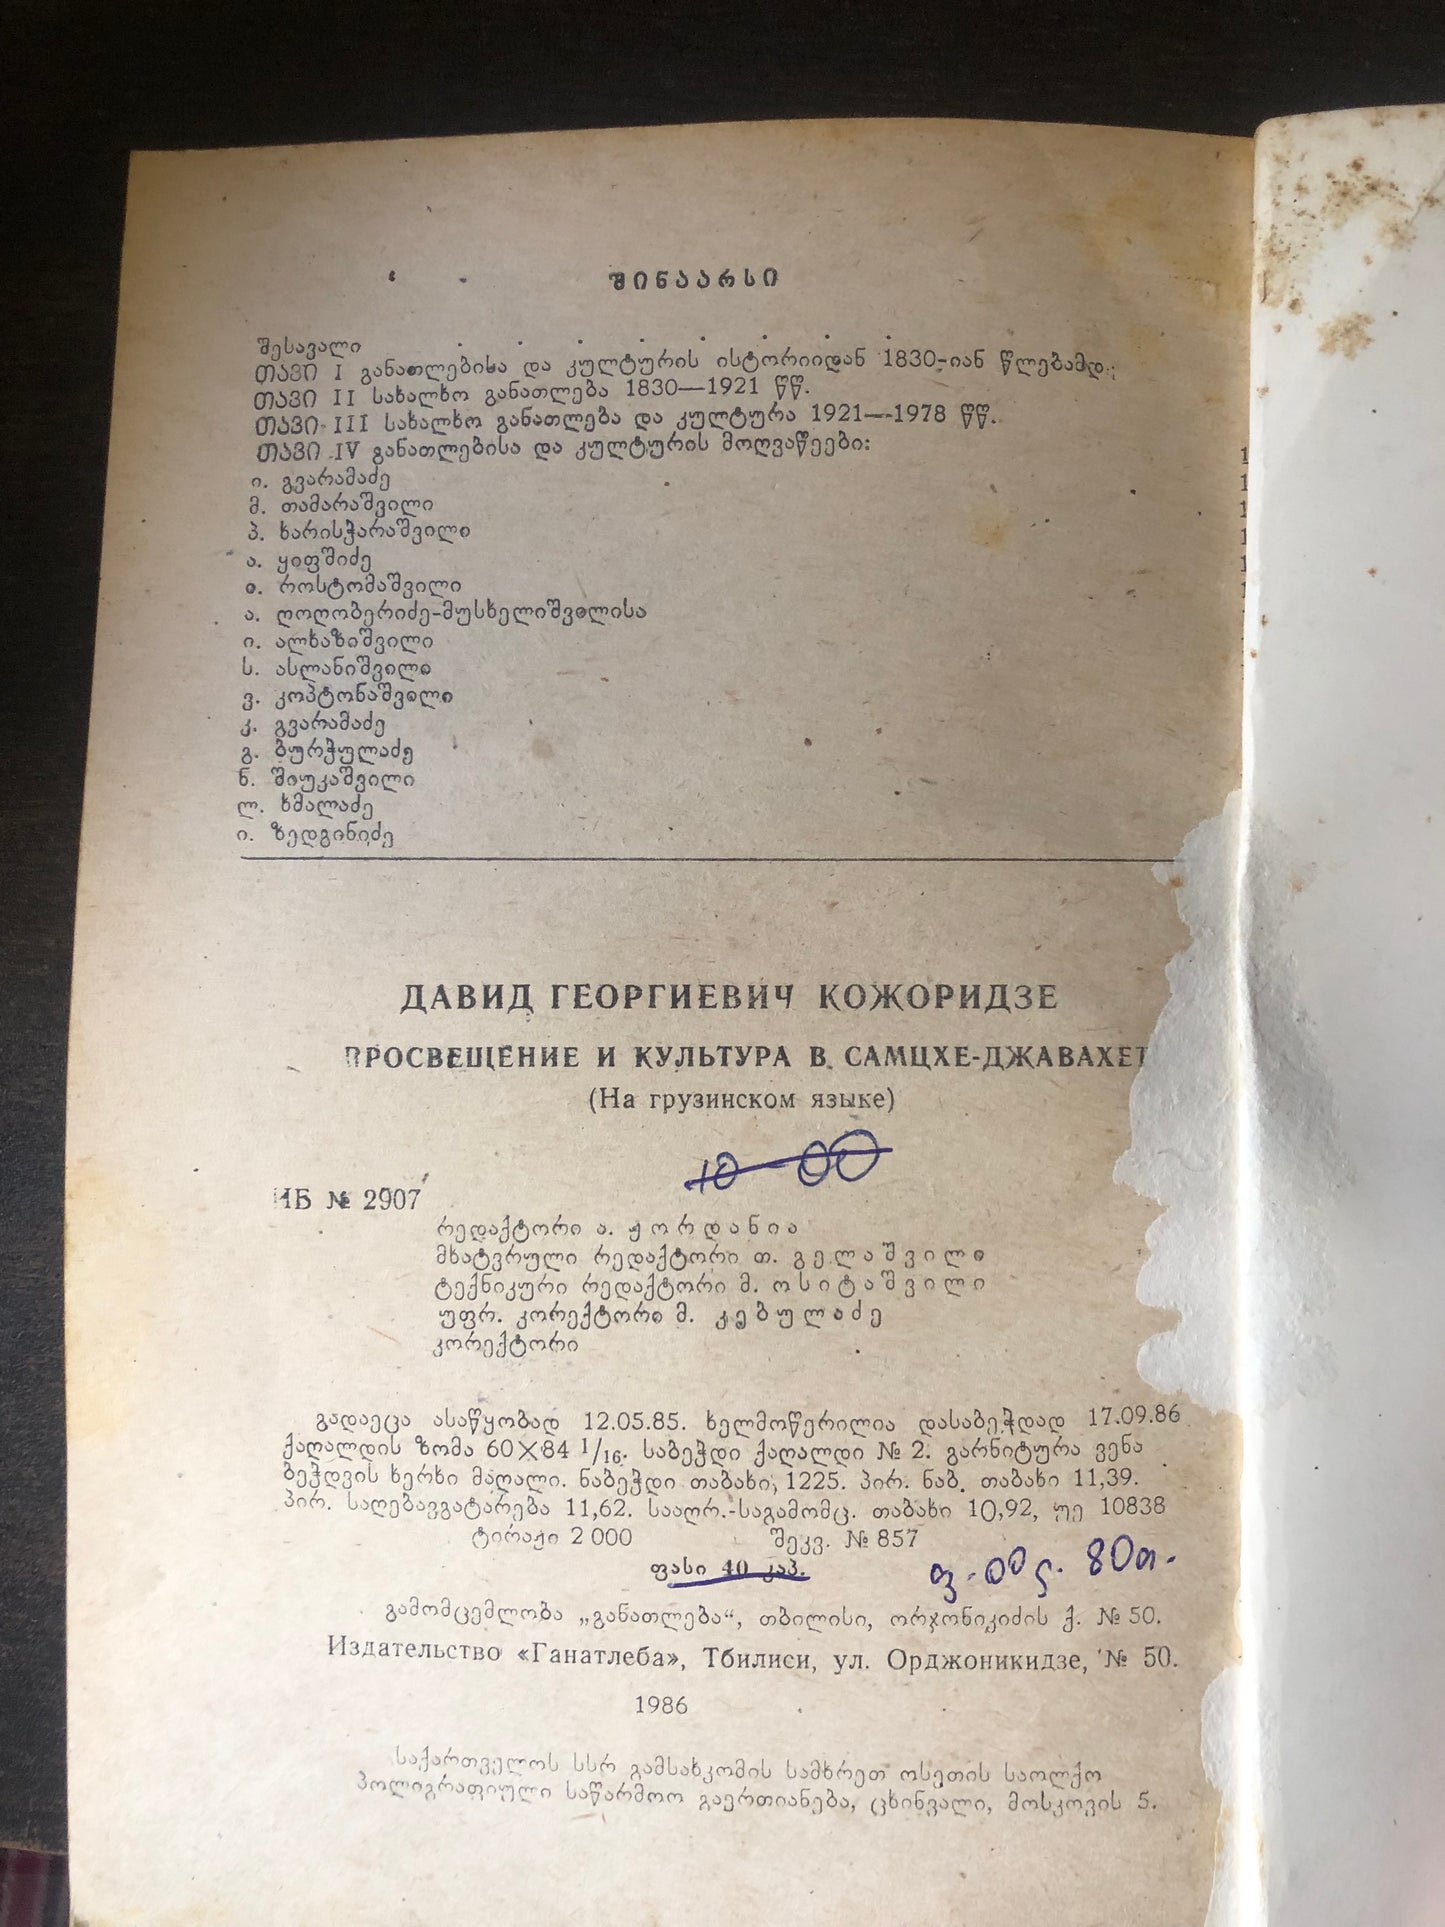 შინაარსი
შესავალი
თავი I განათლებისა და კულტურის ისტორიიდან 1830-იან წლებამდ
თავი II სახალხო განათლება 1830—1921 წწ.
თავი III სახალხო განათლება და კულტურა 1921—1978 წწ.
თავი IV განათლებისა და კულტურის მოღვაწეები:
ი. გვარამაძე
მ. თამარაშვილი
პ. ხარისჭარაშვილი
ა. ყიფშიძე
ი. როსტომაშვილი
ა. ღოღობერიძე-მუსხელიშვილისა
ი. ალხაზიშვილი
ს. ასლანიშვილი
ვ. კოპტონაშვილი
კ. გვარამაძე
გ. ბურჭულაძე
ნ. შიუკაშვილი
ლ. ხმალაძე
ი. ზედგინიძე
ДАВИД ГЕОРГИЕВИЧ КОЖОРИДЗЕ
ПРОСВЕЩЕНИЕ И КУЛЬТУРА В САМЦХЕ-ДЖАВАХЕТ
(На грузинском языке)
10-00
ИБ № 2907
რედაქტორი ა. ჟორდანია
მხატვრული რედაქტორი თ. გელაშვილი
ტექნიკური რედაქტორი მ. ოსიტაშვილი
უფრ. კორექტორი მ. კებულაძე
კორექტორი
გადაეცა ასაწყობად 12.05.85. ხელმოწერილია დასაბეჭდად 17.09.86
ქაღალდის ზომა 60X84 1/16. საბეჭდი ქაღალდი № 2. გარნიტურა ვენა
ბეჭდვის ხერხი მაღალი. ნაბეჭდი თაბახი, 1225. პირ. ნაბ. თაბახი 11,39.
პირ. საღებავგატარება 11,62. სააღრ.-საგამომც. თაბახი 10,92, უე 10838
ტირაჟი 2 000 შეკვ. № 857
ფასი 40 კაპ.
80თ.
გამომცემლობა „განათლება“, თბილისი, ორჯონიკიძის ქ. № 50.
Издательство «Ганатлеба», Тбилиси, ул. Орджоникидзе, № 50.
1986
საქართველოს სსრ გამსახკომის სამხრეთ ოსეთის საოლქო
პოლიგრაფიული საწარმოო გაერთიანება, ცხინვალი, მოსკოვის 5.